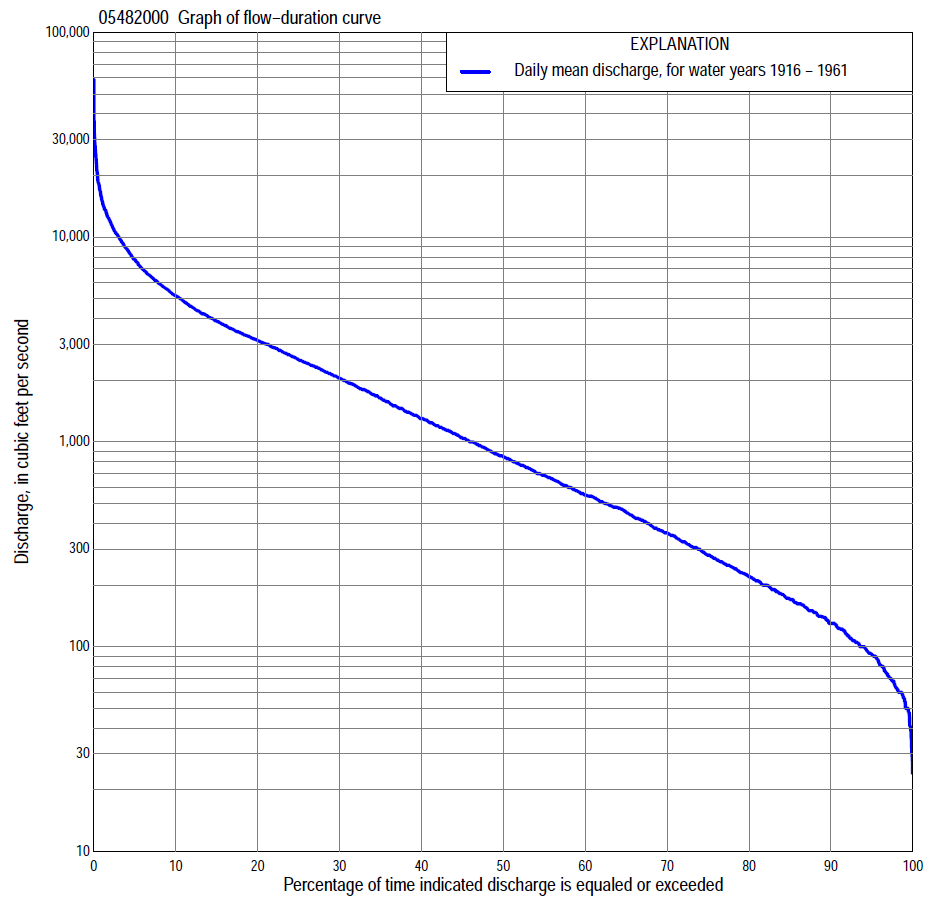 05482000 Graph of flow−duration curve
EXPLANATION
Daily mean discharge, for water years 1916 − 1961
100,000
30,000
10,000
3,000
1,000
300
100
30
10
Discharge, in cubic feet per second
0 10 20 30 40 50 60 70 80 90 100
Percentage of time indicated discharge is equaled or exceeded